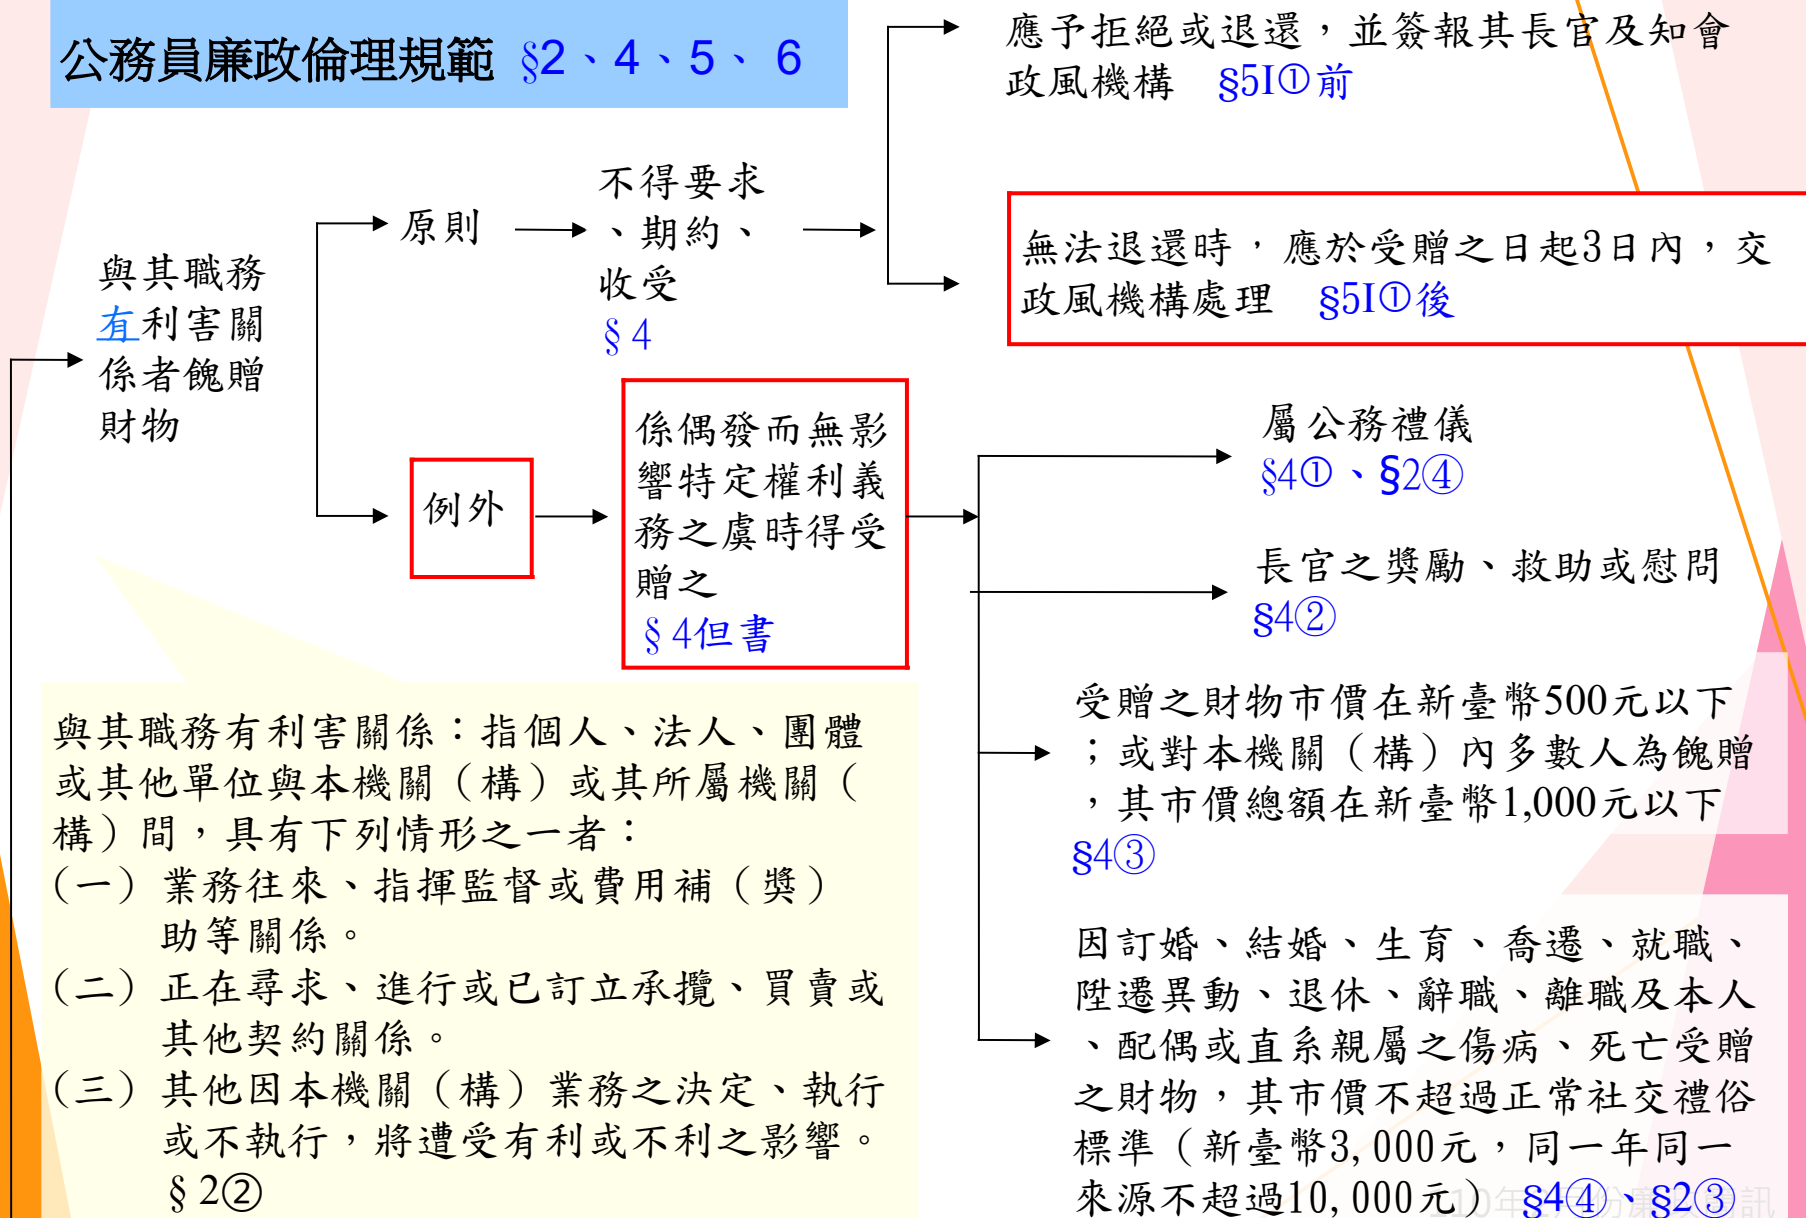 公務員廉政倫理規範 §2、4、5、 6
應予拒絕或退還，並簽報其長官及知會
政風機構 §5I①前
無法退還時，應於受贈之日起3日內，交
政風機構處理 §5I①後
不得要求
、期約、
收受
§ 4
原則
與其職務
有利害關
係者餽贈
財物
例外
係偶發而無影
響特定權利義
務之虞時得受
贈之
§ 4但書
屬公務禮儀
§4①、§2④
長官之獎勵、救助或慰問
§4②
受贈之財物市價在新臺幣500元以下
；或對本機關（構）內多數人為餽贈
，其市價總額在新臺幣1,000元以下
§4③
因訂婚、結婚、生育、喬遷、就職、
陞遷異動、退休、辭職、離職及本人
、配偶或直系親屬之傷病、死亡受贈
之財物，其市價不超過正常社交禮俗
標準（新臺幣3,000元，同一年同一
來源不超過10,000元） §4④、§2③
與其職務有利害關係：指個人、法人、團體
或其他單位與本機關（構）或其所屬機關（
構）間，具有下列情形之一者：
(一) 業務往來、指揮監督或費用補（獎）
助等關係。
(二) 正在尋求、進行或已訂立承攬、買賣或
其他契約關係。
(三) 其他因本機關（構）業務之決定、執行
或不執行，將遭受有利或不利之影響。
§ 2②